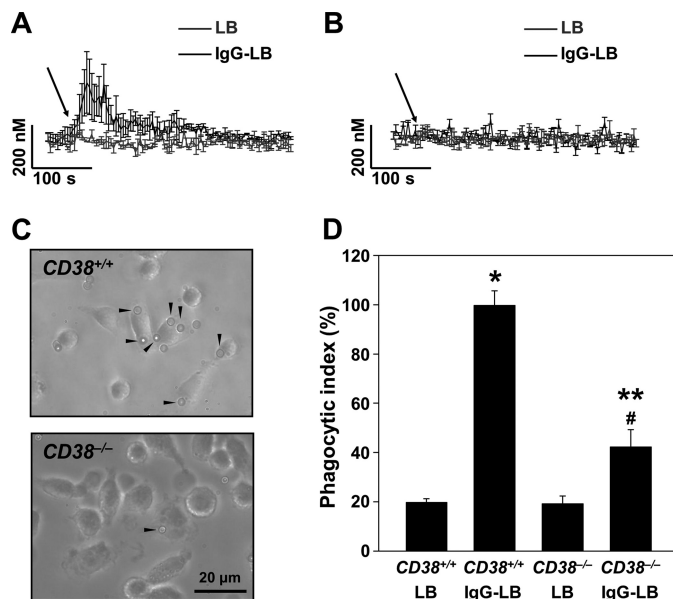 A
LB
IgG-LB
200 nM
100 s
B
LB
IgG-LB
200 nM
100 s
C
CD38+/+
CD38–/–
20 µm
D
Phagocytic index (%)
120
100
80
60
40
20
0
*
**
#
CD38+/+ CD38+/+ CD38–/– CD38–/–
LB IgG-LB LB IgG-LB